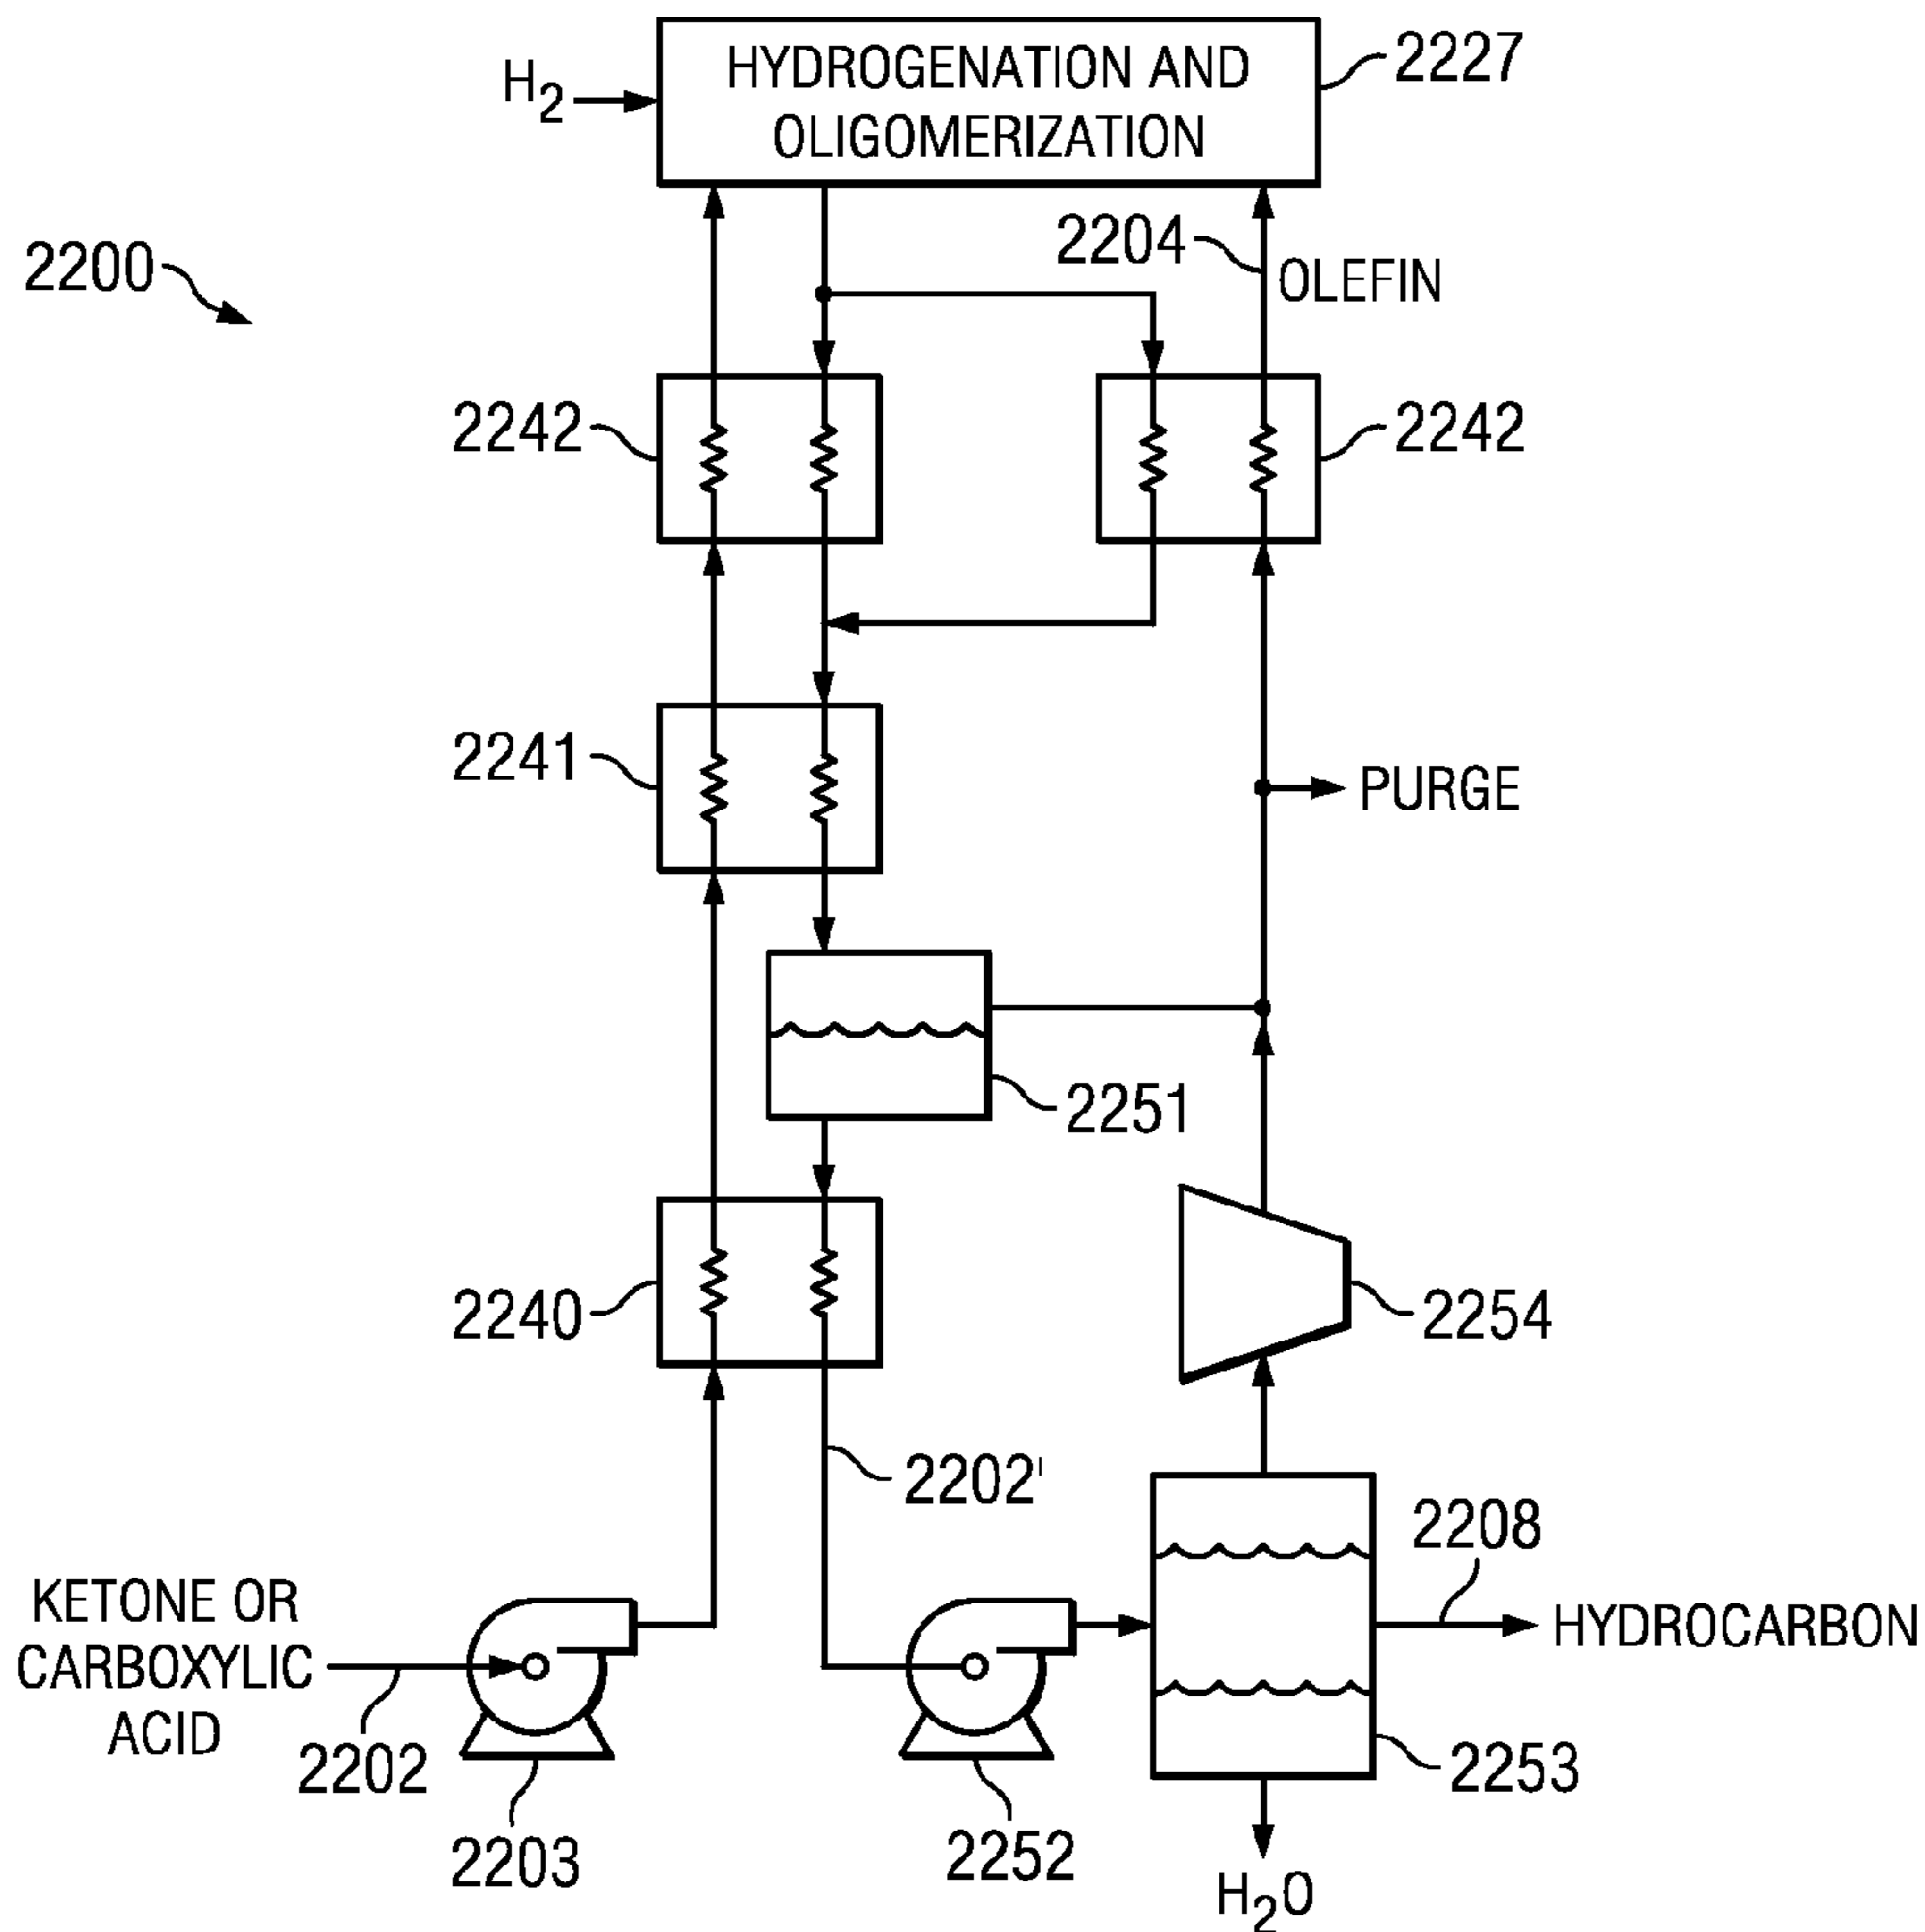 HYDROGENATION AND
OLIGOMERIZATION
2227
H2
2200
2204
OLEFIN
2242
2242
2241
PURGE
2251
2240
2254
2202'
2208
KETONE OR
CARBOXYLIC
ACID
HYDROCARBON
2202
2253
2203
2252
H2O